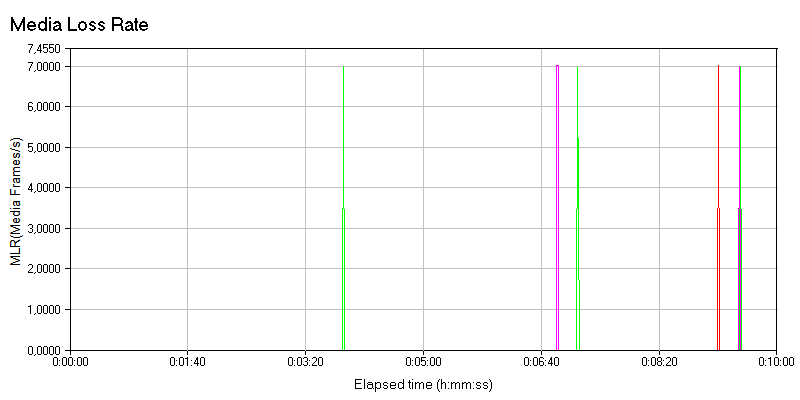 Media Loss Rate
7,4550
7,0000
6,0000
5,0000
4,0000
3,0000
2,0000
1,0000
0,0000
MLR(Media Frames/s)
0:00:00 0:01:40 0:03:20 0:05:00 0:06:40 0:08:20 0:10:00
Elapsed time (h:mm:ss)